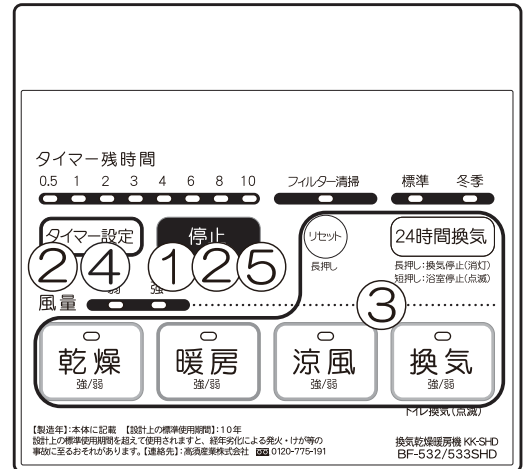 タイマー残時間
0.5 1 2 3 4 6 8 10 フィルター清掃 標準 冬季
タイマー設定 停止 リセット 24時間換気
長押し 長押し:換気停止(消灯)
短押し:浴室停止(点滅)
② ④ ① ② ⑤
強
風量 ③
乾燥 暖房 涼風 換気
強/弱 強/弱 強/弱 強/弱
トイレ換気(点滅)
【製造年】:本体に記載 【設計上の標準使用期間】:10年
設計上の標準使用期間を超えて使用されますと、経年劣化による発火・けが等の
事故に至るおそれがあります。【連絡先】:高須産業株式会社 0120-775-191
換気乾燥暖房機 KK-SHD
BF-532/533SHD